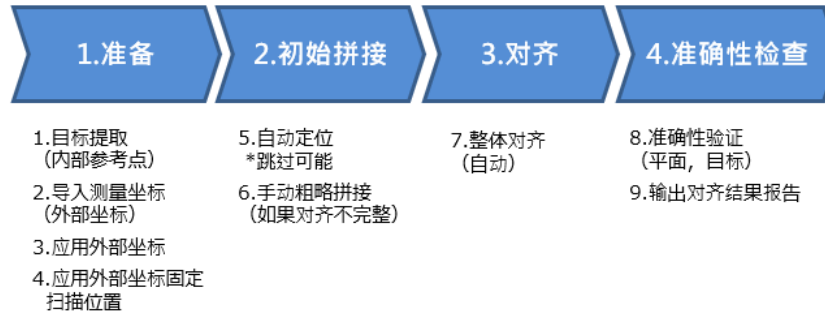 1.准备
2.初始拼接
3.对齐
4.准确性检查
1.目标提取
（内部参考点）
2.导入测量坐标
（外部坐标）
3.应用外部坐标
4.应用外部坐标固定
扫描位置
5.自动定位
*跳过可能
6.手动粗略拼接
（如果对齐不完整）
7.整体对齐
（自动）
8.准确性验证
（平面，目标）
9.输出对齐结果报告